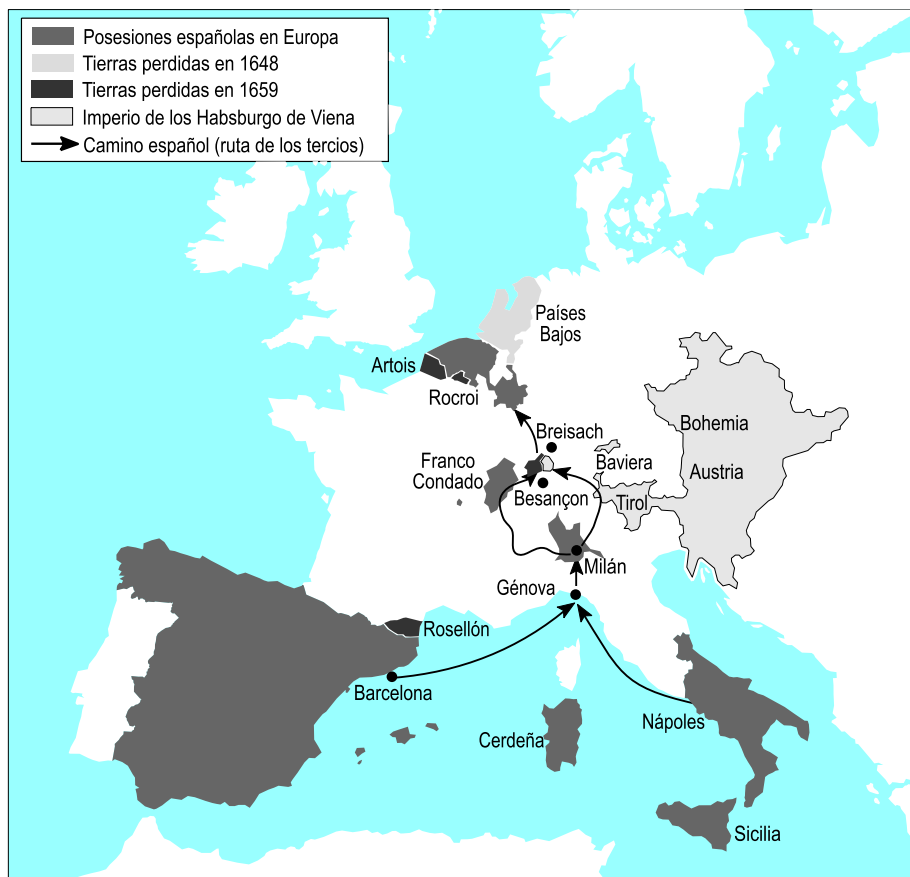 Posesiones españolas en Europa
Tierras perdidas en 1648
Tierras perdidas en 1659
Imperio de los Habsburgo de Viena
Camino español (ruta de los tercios)
Países
Bajos
Artois
Rocroi
Bohemia
Breisach
Franco
Condado
Baviera
Austria
Besançon
Tirol
Milán
Génova
Rosellón
Barcelona
Nápoles
Cerdeña
Sicilia